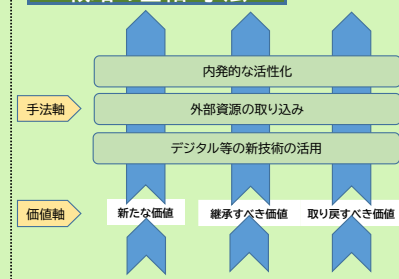 内発的な活性化
手法軸
外部資源の取り込み
デジタル等の新技術の活用
価値軸
新たな価値
継承すべき価値
取り戻すべき価値